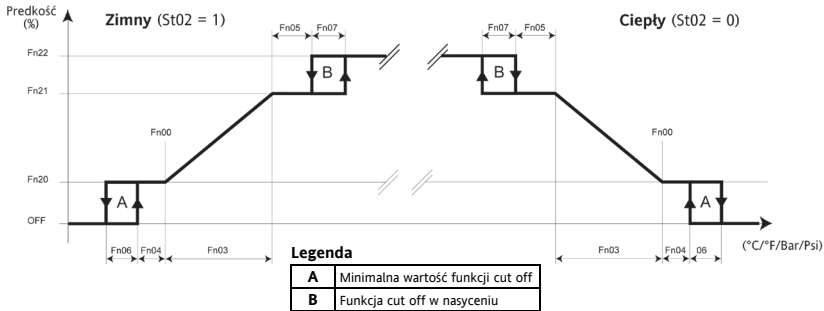 Predkość
(%)
Zimny (St02 = 1)
Ciepły (St02 = 0)
Fn05 Fn07
Fn07 Fn05
Fn22
B
B
Fn21
Fn00
Fn00
Fn20
A
A
OFF
Fn06 Fn04 Fn03
Fn03 Fn04 06
(°C/°F/Bar/Psi)
Legenda
A Minimalna wartość funkcji cut off
B Funkcja cut off w nasyceniu